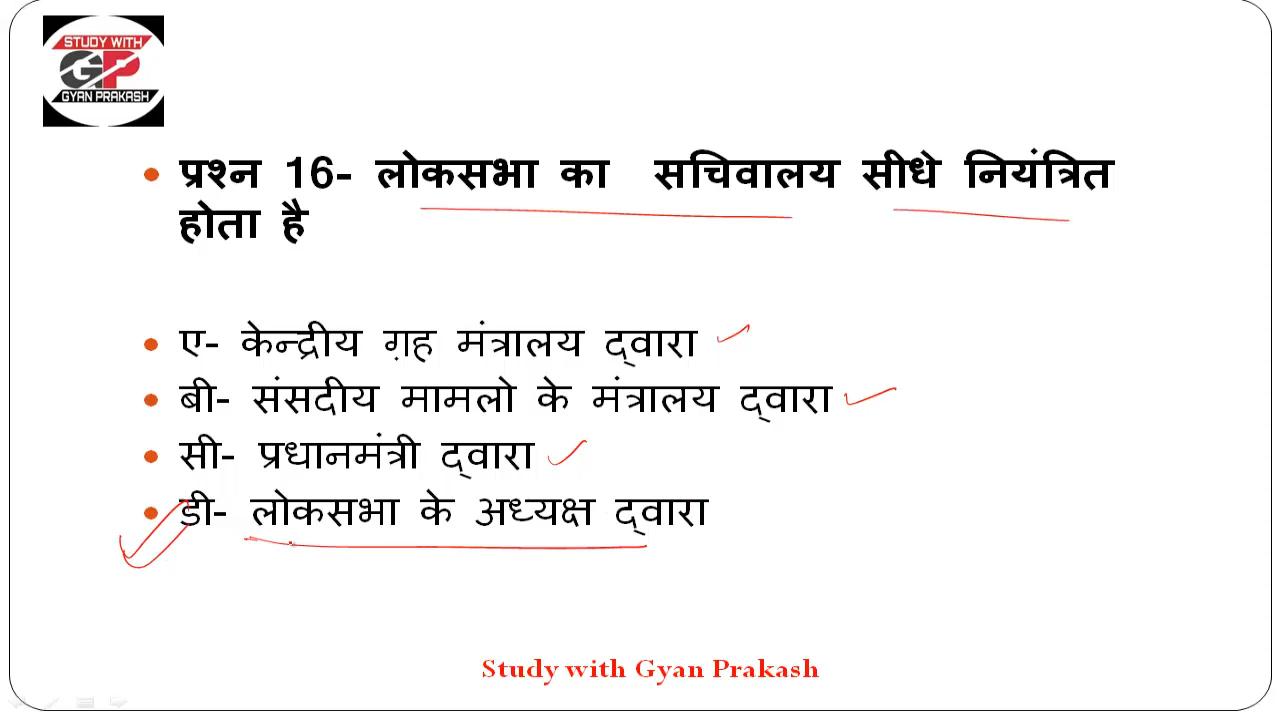 STUDY WITH
GP
GYAN PRAKASH
प्रश्न 16- लोकसभा का सचिवालय सीधे नियंत्रित
होता है
ए- केन्द्रीय ग़्रह मंत्रालय द्वारा
बी- संसदीय मामलो के मंत्रालय द्वारा
सी- प्रधानमंत्री द्वारा
डी- लोकसभा के अध्यक्ष द्वारा
Study with Gyan Prakash